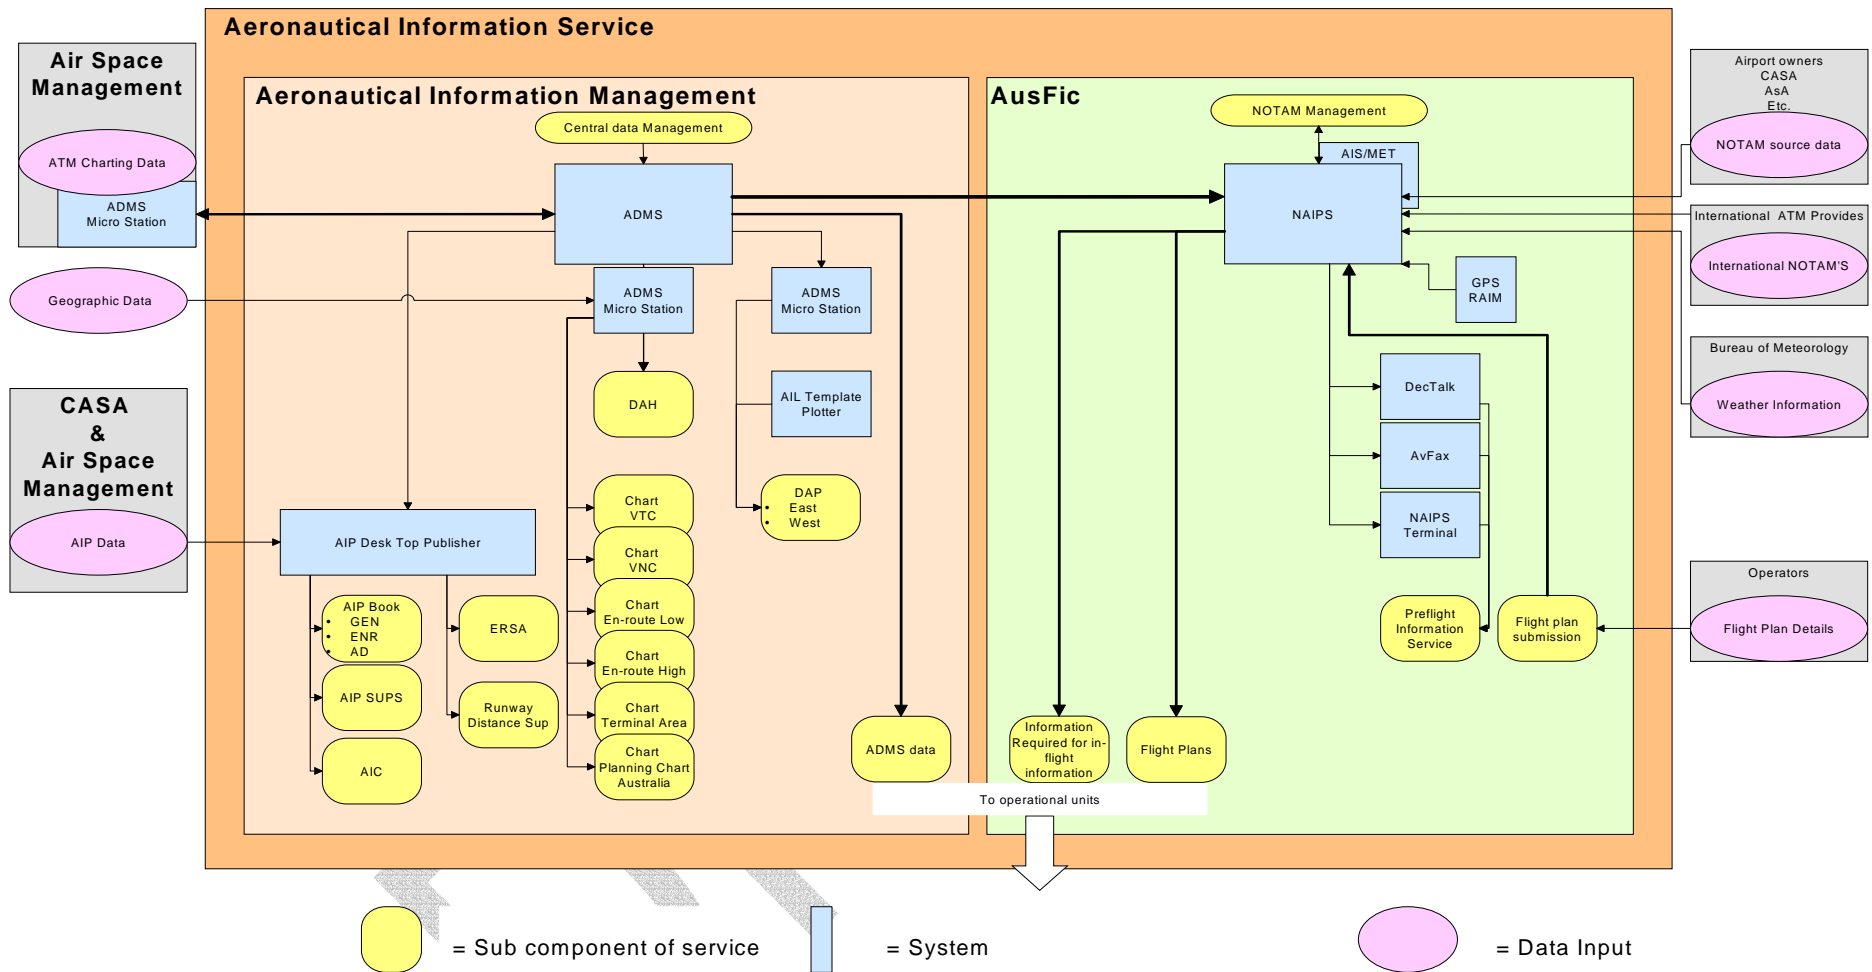 Aeronautical Information Service
Air Space
Management
ATM Charting Data
ADMS
Micro Station
Geographic Data
CASA
&
Air Space
Management
AIP Data
Aeronautical Information Management
Central data Management
ADMS
ADMS
Micro Station
ADMS
Micro Station
DAH
AIL Template
Plotter
DAP
• East
• West
AIP Desk Top Publisher
AIP Book
• GEN
• ENR
• AD
AIP SUPS
AIC
ERSA
Runway
Distance Sup
Chart
VTC
Chart
VNC
Chart
En-route Low
Chart
En-route High
Chart
Terminal Area
Chart
Planning Chart
Australia
ADMS data
AusFic
NOTAM Management
AIS/MET
NAIPS
GPS
RAIM
DecTalk
AvFax
NAIPS
Terminal
Preflight
Information
Service
Flight plan
submission
Information
Required for in-
flight
information
Flight Plans
To operational units
Airport owners
CASA
AsA
Etc.
NOTAM source data
International ATM Provides
International NOTAM'S
Bureau of Meteorology
Weather Information
Operators
Flight Plan Details
= Sub component of service
= System
= Data Input